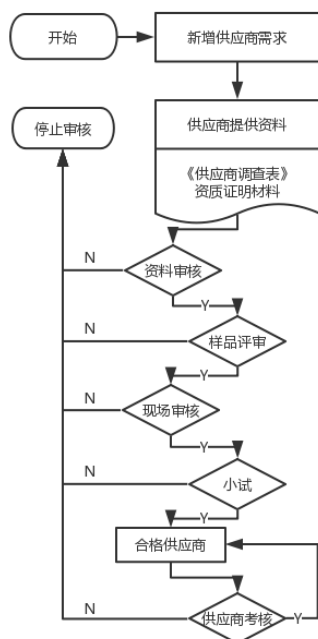 开始
新增供应商需求
供应商提供资料
停止审核
《供应商调查表》
资质证明材料
N
资料审核
Y
N
样品评审
Y
N
现场审核
Y
N
小试
Y
合格供应商
N
供应商考核
Y